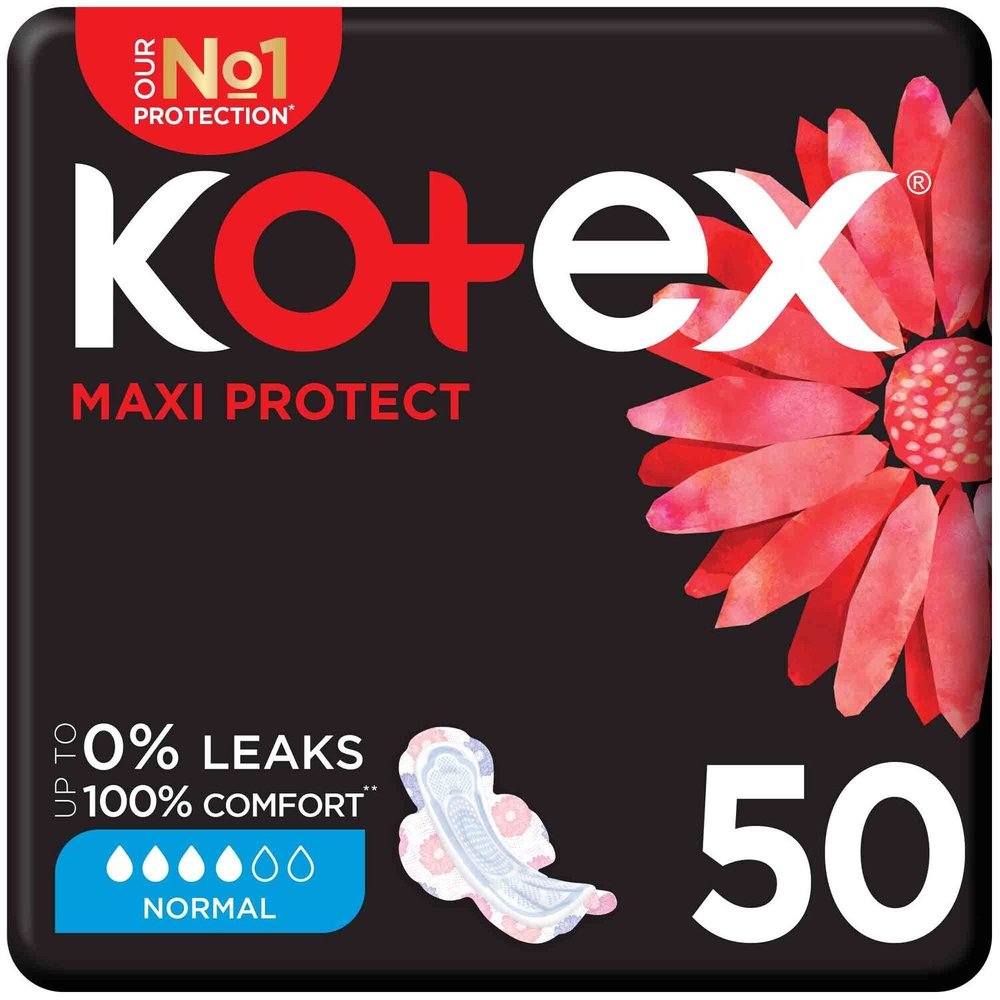 OUR No1
PROTECTION*
Kotex®
MAXI PROTECT
UP TO
0% LEAKS
100% COMFORT**
NORMAL
50